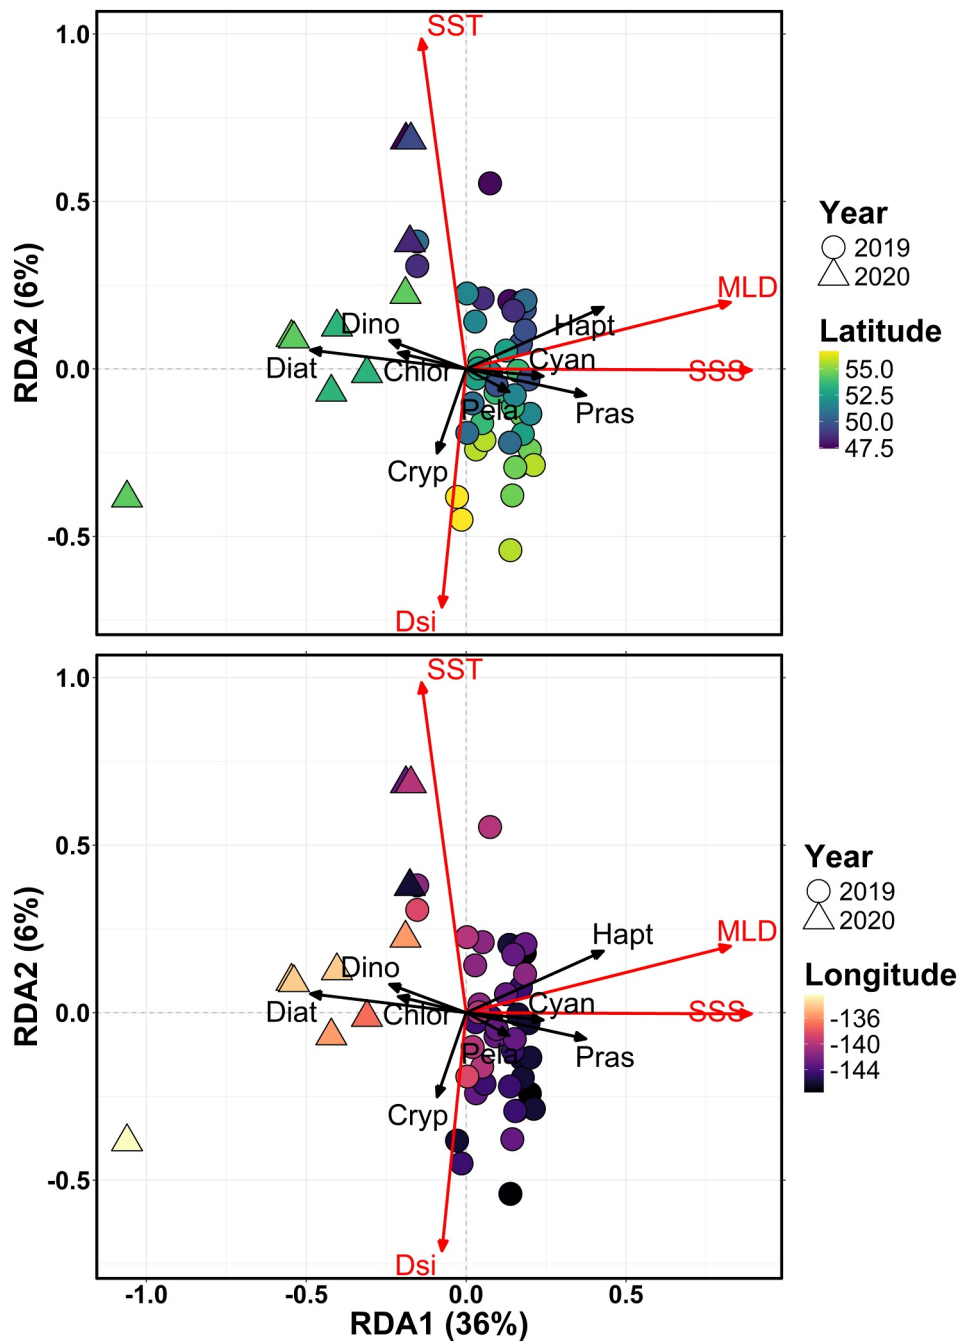 SST
1.0
0.5
MLD
Dino
Hapt
0.0
Diat
Chlor
Cyan
SSS
Pela
Pras
Cryp
-0.5
Dsi
RDA2 (6%)
Year
2019
2020
Latitude
55.0
52.5
50.0
47.5
SST
1.0
0.5
Hapt
MLD
Dino
0.0
Diat
Chlor
Cyan
SSS
Pela
Pras
Cryp
-0.5
Dsi
RDA2 (6%)
-1.0 -0.5 0.0 0.5
RDA1 (36%)
Year
2019
2020
Longitude
-136
-140
-144